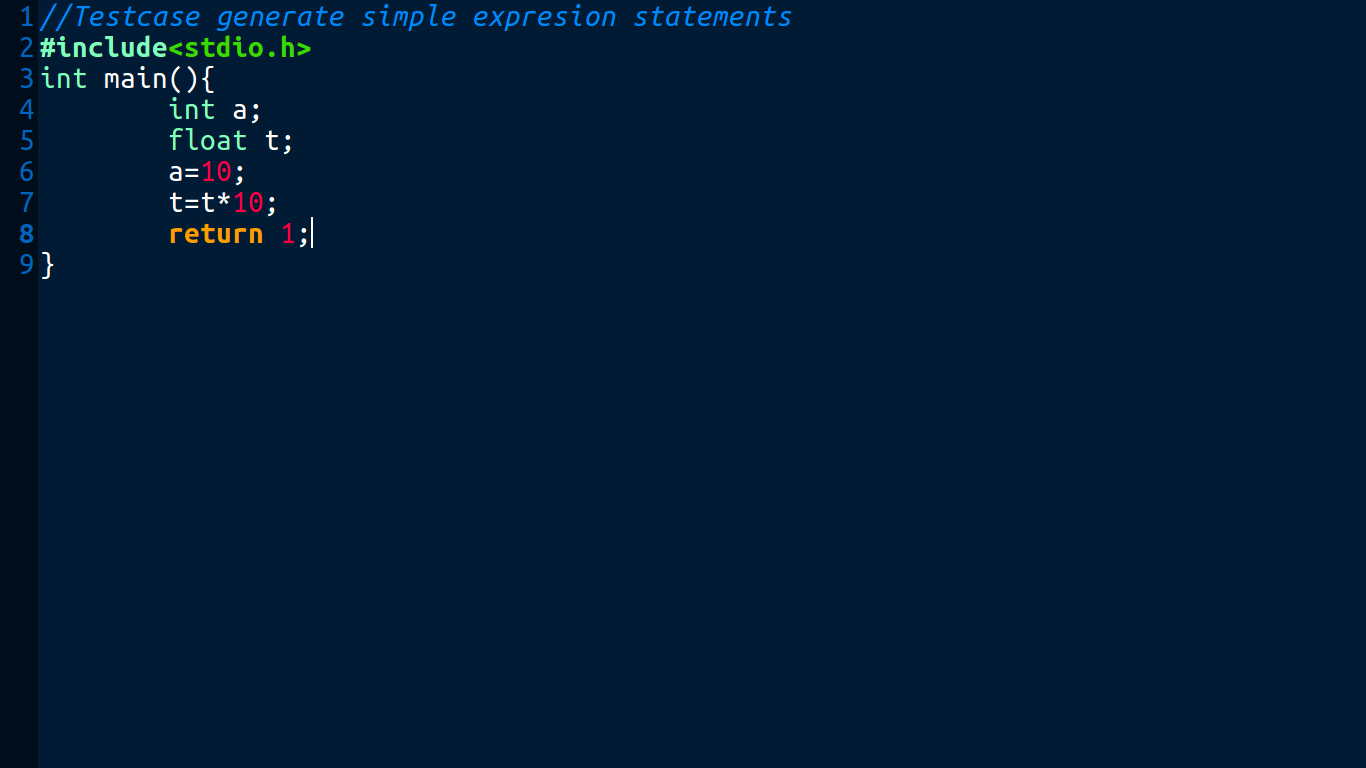 1 //Testcase generate simple expresion statements
2 #include<stdio.h>
3 int main(){
4         int a;
5         float t;
6         a=10;
7         t=t*10;
8         return 1;
9 }